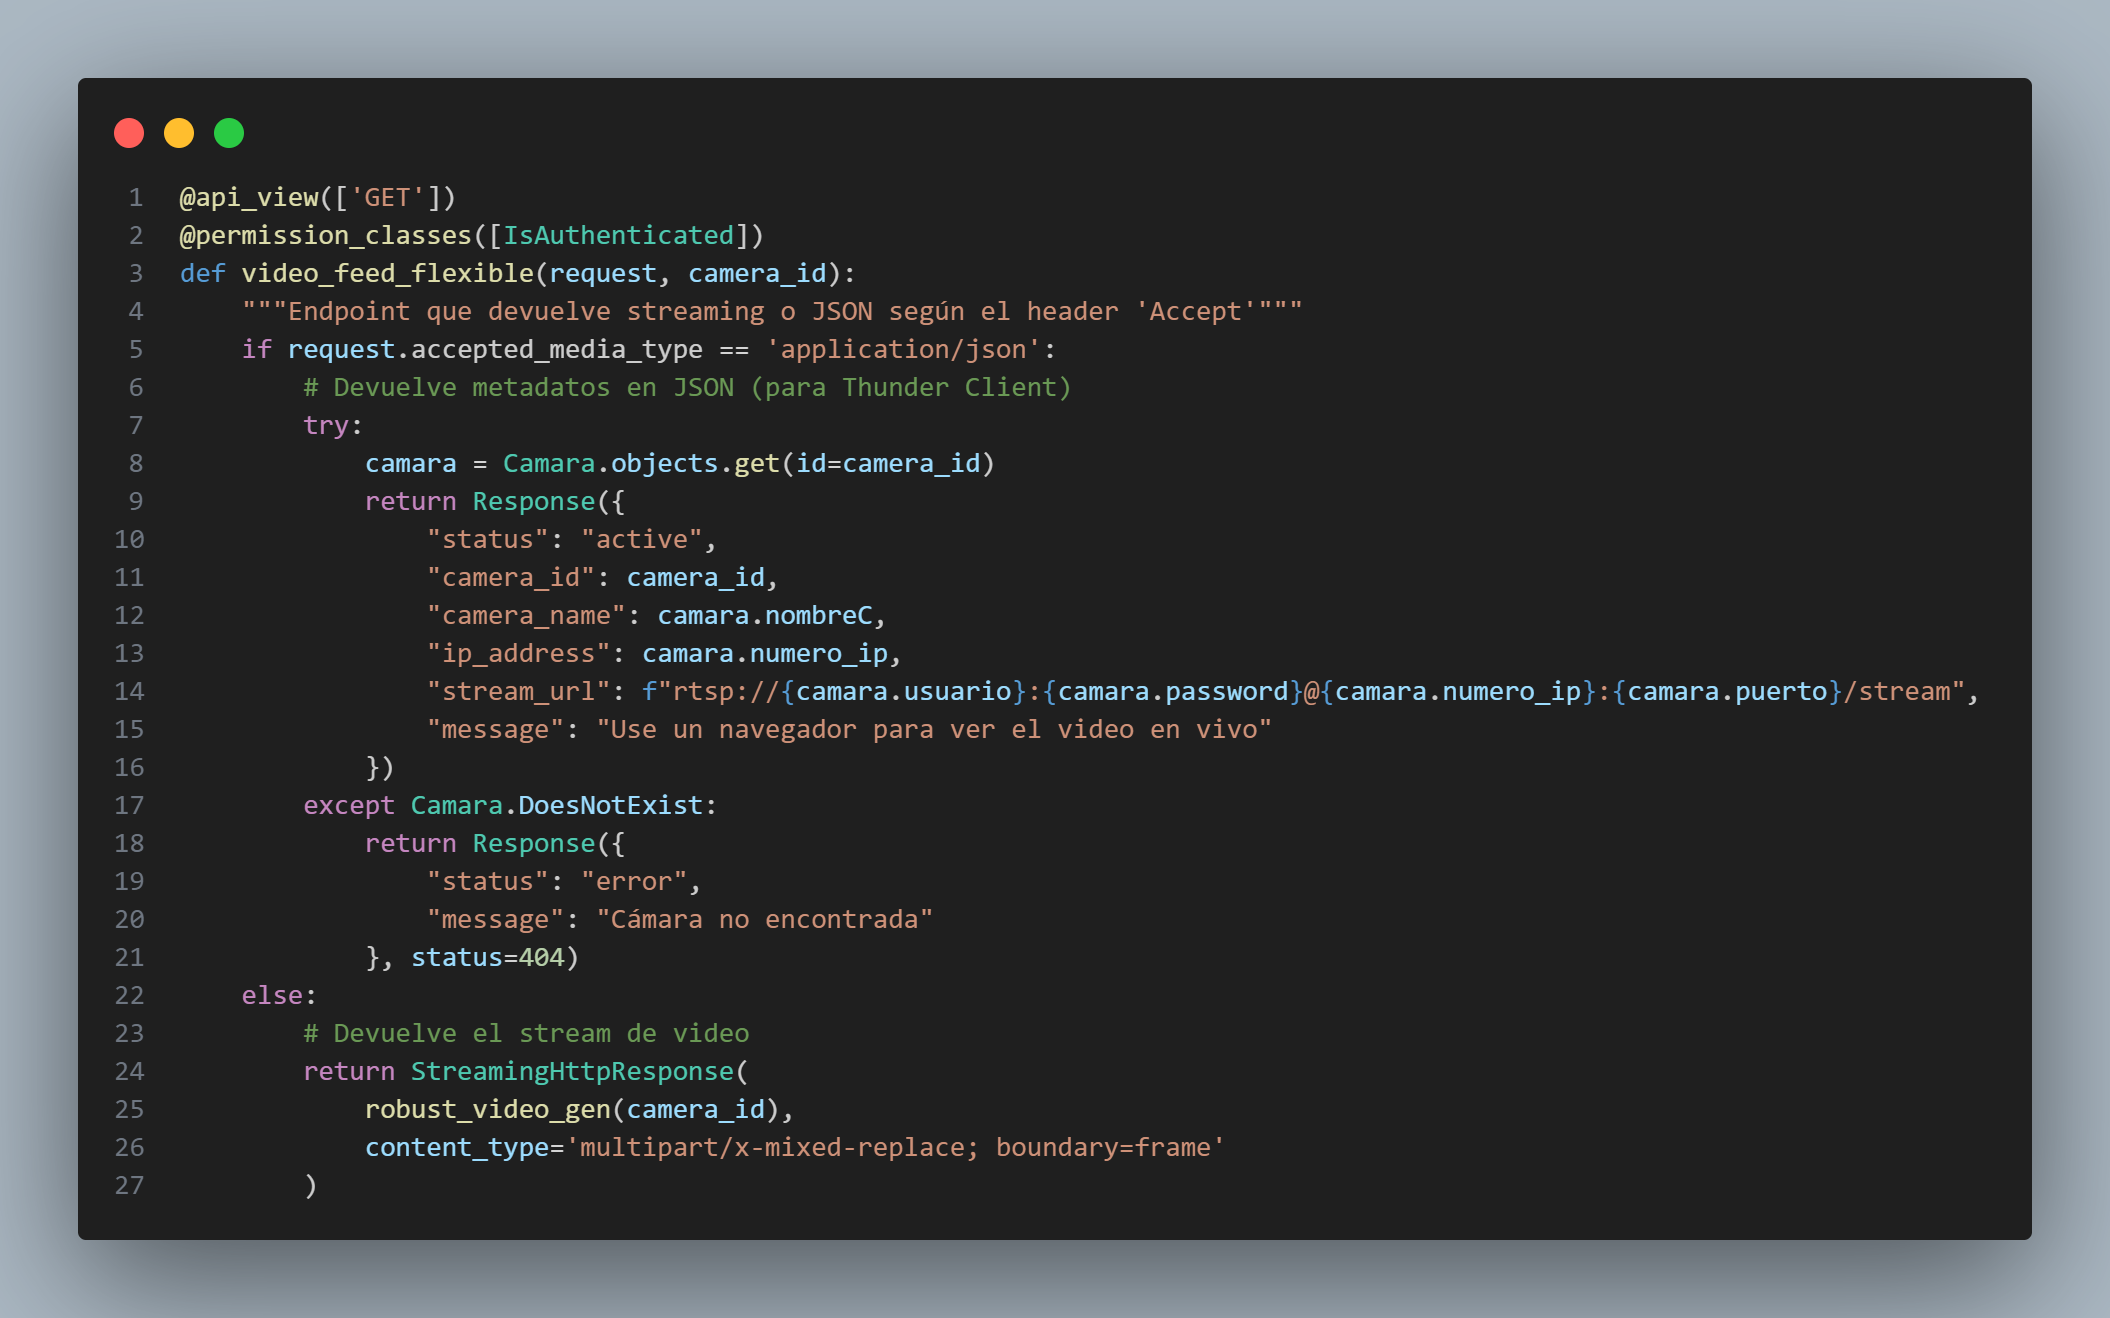 1 @api_view(['GET'])
2 @permission_classes([IsAuthenticated])
3 def video_feed_flexible(request, camera_id):
4     """Endpoint que devuelve streaming o JSON según el header 'Accept'"""
5     if request.accepted_media_type == 'application/json':
6         # Devuelve metadatos en JSON (para Thunder Client)
7         try:
8             camara = Camara.objects.get(id=camera_id)
9             return Response({
10                 "status": "active",
11                 "camera_id": camera_id,
12                 "camera_name": camara.nombreC,
13                 "ip_address": camara.numero_ip,
14                 "stream_url": f"rtsp://{camara.usuario}:{camara.password}@{camara.numero_ip}:{camara.puerto}/stream",
15                 "message": "Use un navegador para ver el video en vivo"
16             })
17         except Camara.DoesNotExist:
18             return Response({
19                 "status": "error",
20                 "message": "Cámara no encontrada"
21             }, status=404)
22     else:
23         # Devuelve el stream de video
24         return StreamingHttpResponse(
25             robust_video_gen(camera_id),
26             content_type='multipart/x-mixed-replace; boundary=frame'
27         )